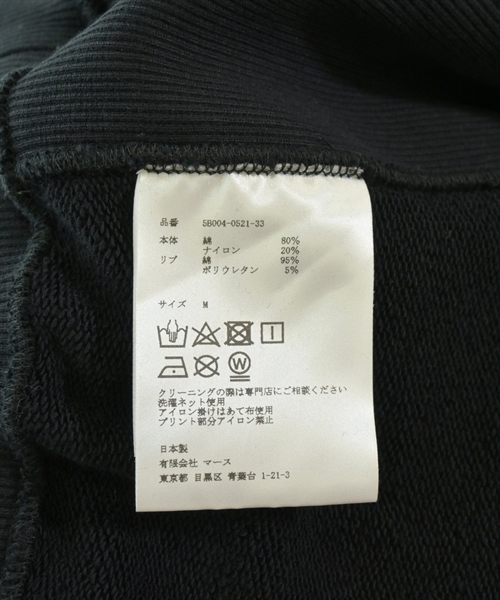 品番 5B004-0521-33
本体 綿 80%
ナイロン 20%
リブ 綿 95%
ポリウレタン 5%
サイズ M
W
クリーニングの際は専門店にご相談ください
洗濯ネット使用
アイロン掛けはあて布使用
プリント部分アイロン禁止
日本製
有限会社 マース
東京都 目黒区 青葉台 1-21-3